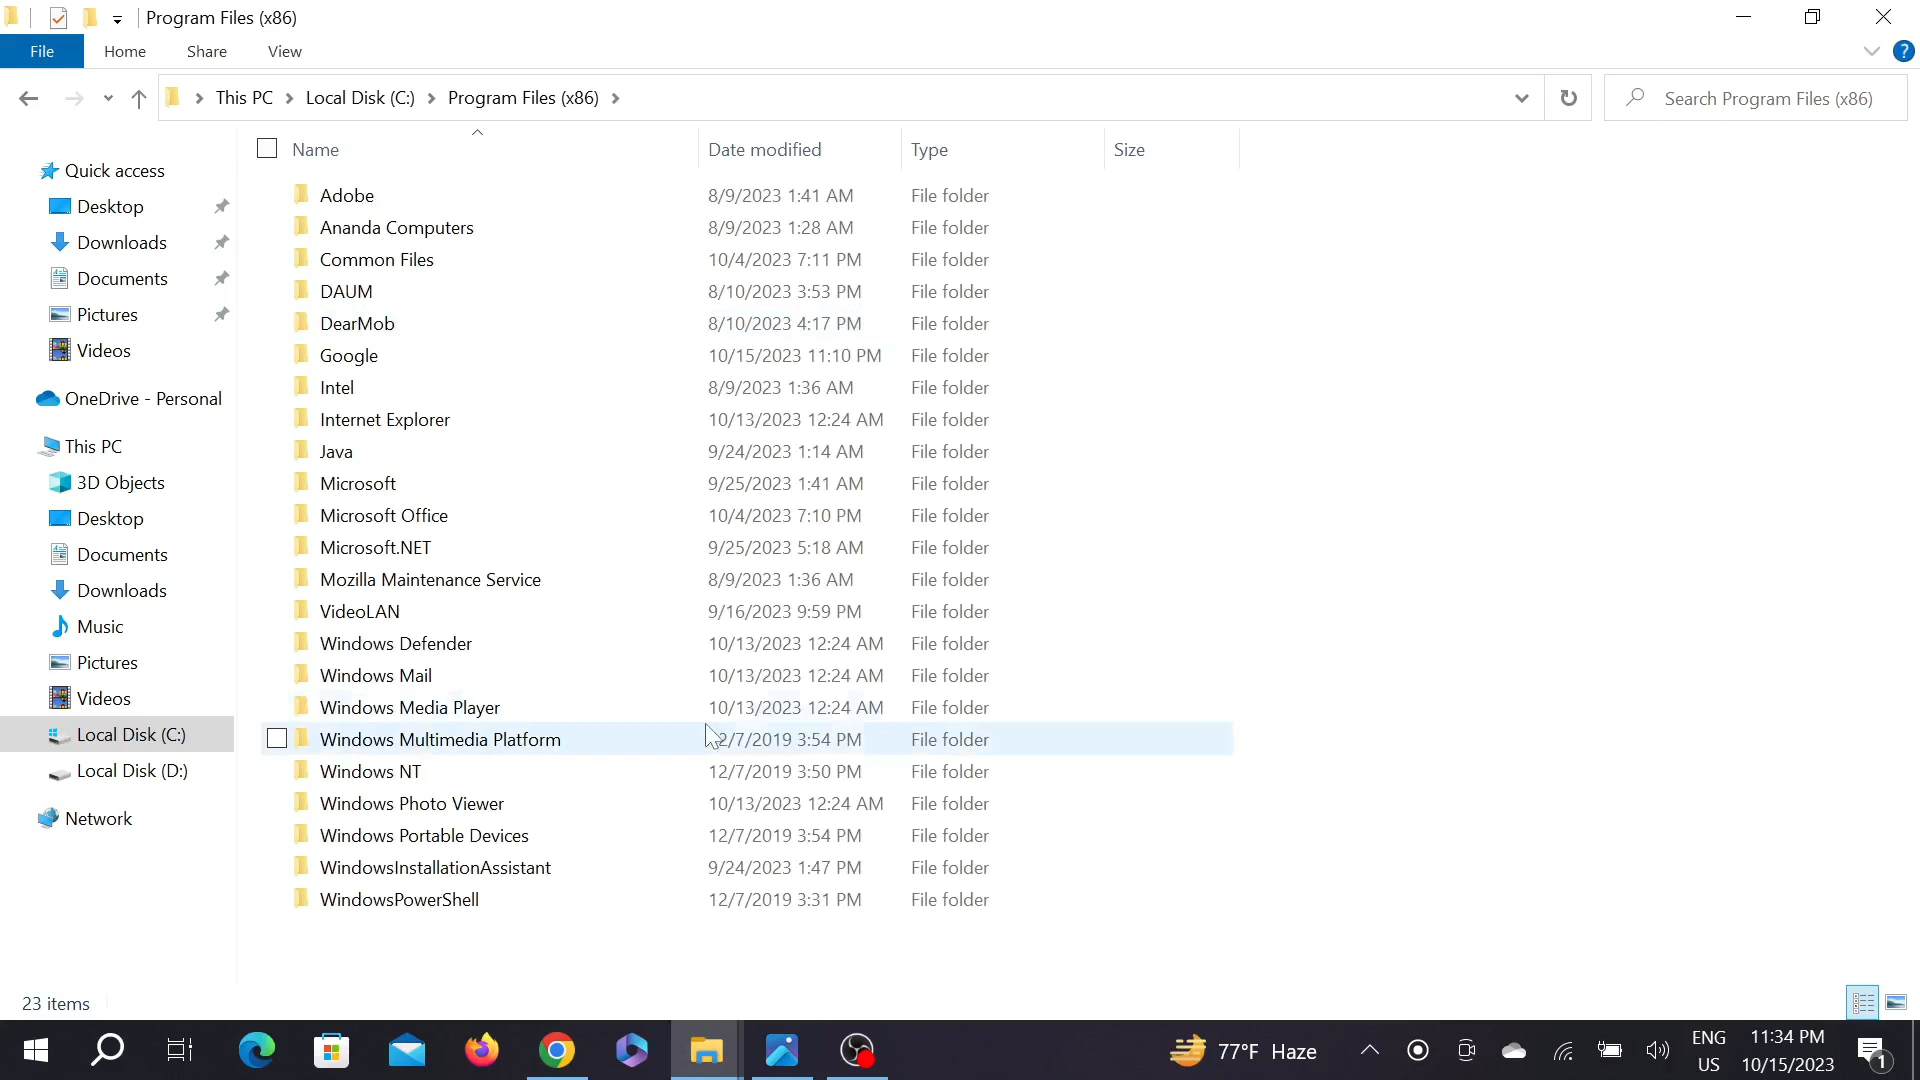 Program Files (x86)
File Home Share View
This PC Local Disk (C:) Program Files (x86) Search Program Files (x86)
Name Date modified Type Size
Quick access
Desktop
Downloads
Documents
Pictures
Videos
OneDrive - Personal
This PC
3D Objects
Desktop
Documents
Downloads
Music
Pictures
Videos
Local Disk (C:)
Local Disk (D:)
Network
Adobe 8/9/2023 1:41 AM File folder
Ananda Computers 8/9/2023 1:28 AM File folder
Common Files 10/4/2023 7:11 PM File folder
DAUM 8/10/2023 3:53 PM File folder
DearMob 8/10/2023 4:17 PM File folder
Google 10/15/2023 11:10 PM File folder
Intel 8/9/2023 1:36 AM File folder
Internet Explorer 10/13/2023 12:24 AM File folder
Java 9/24/2023 1:14 AM File folder
Microsoft 9/25/2023 1:41 AM File folder
Microsoft Office 10/4/2023 7:10 PM File folder
Microsoft.NET 9/25/2023 5:18 AM File folder
Mozilla Maintenance Service 8/9/2023 1:36 AM File folder
VideoLAN 9/16/2023 9:59 PM File folder
Windows Defender 10/13/2023 12:24 AM File folder
Windows Mail 10/13/2023 12:24 AM File folder
Windows Media Player 10/13/2023 12:24 AM File folder
Windows Multimedia Platform 3:54 PM File folder
Windows NT 12/7/2019 3:50 PM File folder
Windows Photo Viewer 10/13/2023 12:24 AM File folder
Windows Portable Devices 12/7/2019 3:54 PM File folder
WindowsInstallationAssistant 9/24/2023 1:47 PM File folder
WindowsPowerShell 12/7/2019 3:31 PM File folder
23 items
77°F Haze
ENG
US
11:34 PM
10/15/2023
1